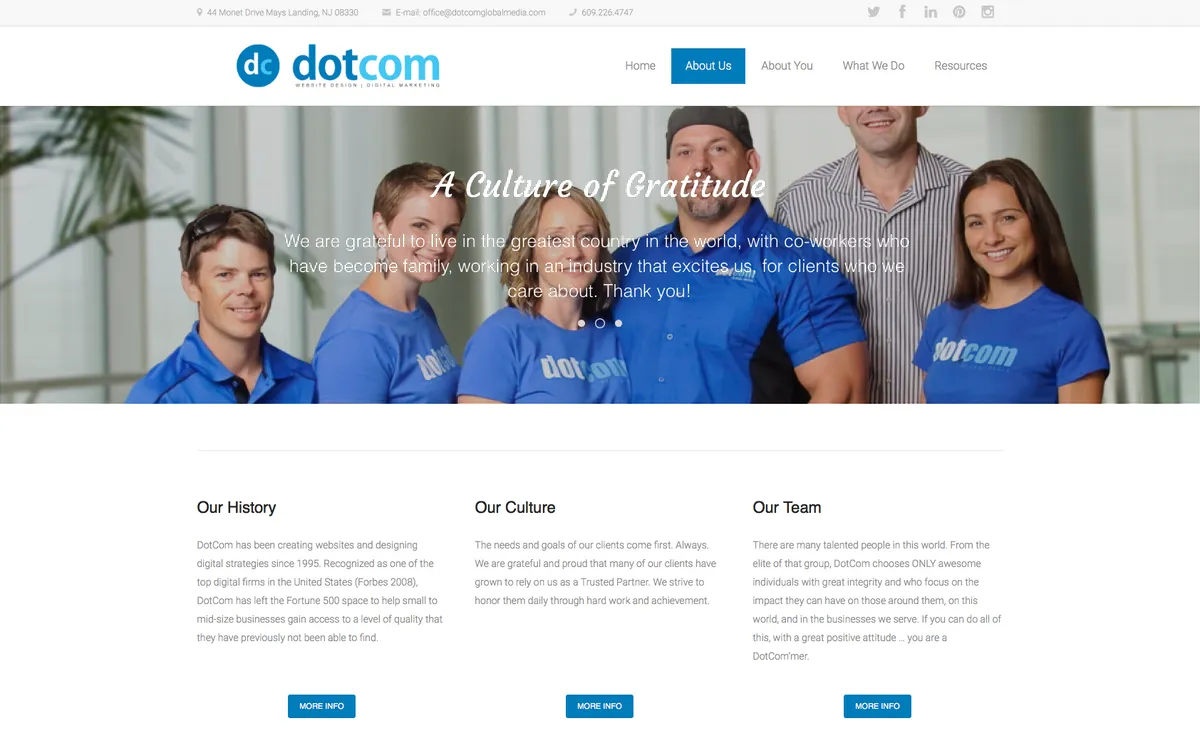 44 Monet Drive Mays Landing, NJ 08330 E-mail: office@dotcomglobalmedia.com 609.226.4747
dc dotcom
WEBSITE DESIGN | DIGITAL MARKETING
Home About Us About You What We Do Resources
A Culture of Gratitude
We are grateful to live in the greatest country in the world, with co-workers who
have become family, working in an industry that excites us, for clients who we
care about. Thank you!
dotcom
dotcom
dotcom
Our History
DotCom has been creating websites and designing
digital strategies since 1995. Recognized as one of the
top digital firms in the United States (Forbes 2008),
DotCom has left the Fortune 500 space to help small to
mid-size businesses gain access to a level of quality that
they have previously not been able to find.
MORE INFO
Our Culture
The needs and goals of our clients come first. Always.
We are grateful and proud that many of our clients have
grown to rely on us as a Trusted Partner. We strive to
honor them daily through hard work and achievement.
MORE INFO
Our Team
There are many talented people in this world. From the
elite of that group, DotCom chooses ONLY awesome
individuals with great integrity and who focus on the
impact they can have on those around them, on this
world, and in the businesses we serve. If you can do all of
this, with a great positive attitude ... you are a
DotCom'mer.
MORE INFO